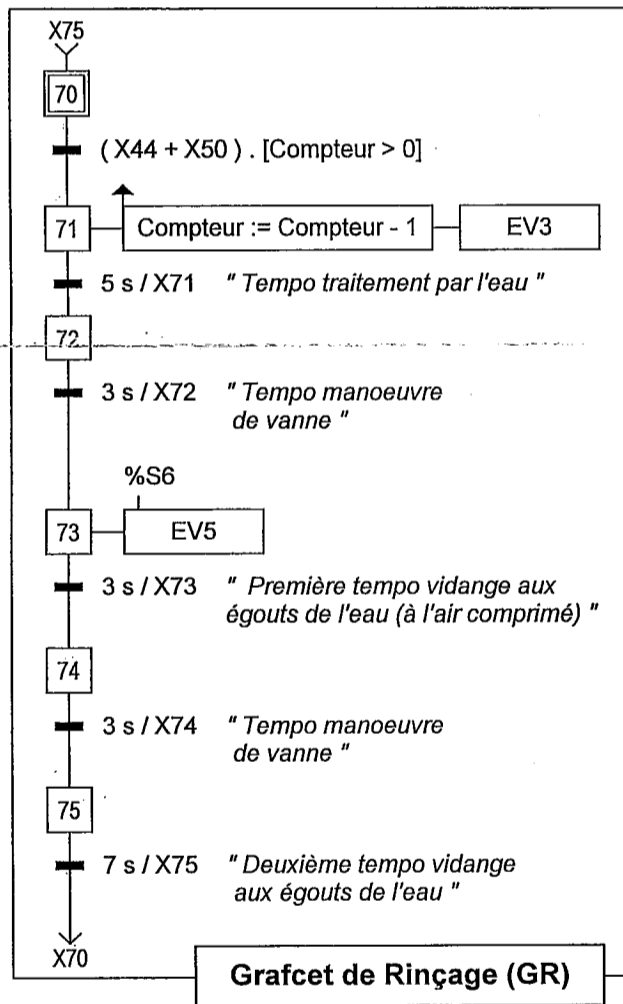 X75
70
( X44 + X50 ) . [Compteur > 0]
71 Compteur := Compteur - 1 EV3
5 s / X71 " Tempo traitement par l'eau "
72
3 s / X72 " Tempo manoeuvre
de vanne "
%S6
73 EV5
3 s / X73 " Première tempo vidange aux
égouts de l'eau (à l'air comprimé) "
74
3 s / X74 " Tempo manoeuvre
de vanne "
75
7 s / X75 " Deuxième tempo vidange
aux égouts de l'eau "
X70
Grafcet de Rinçage (GR)